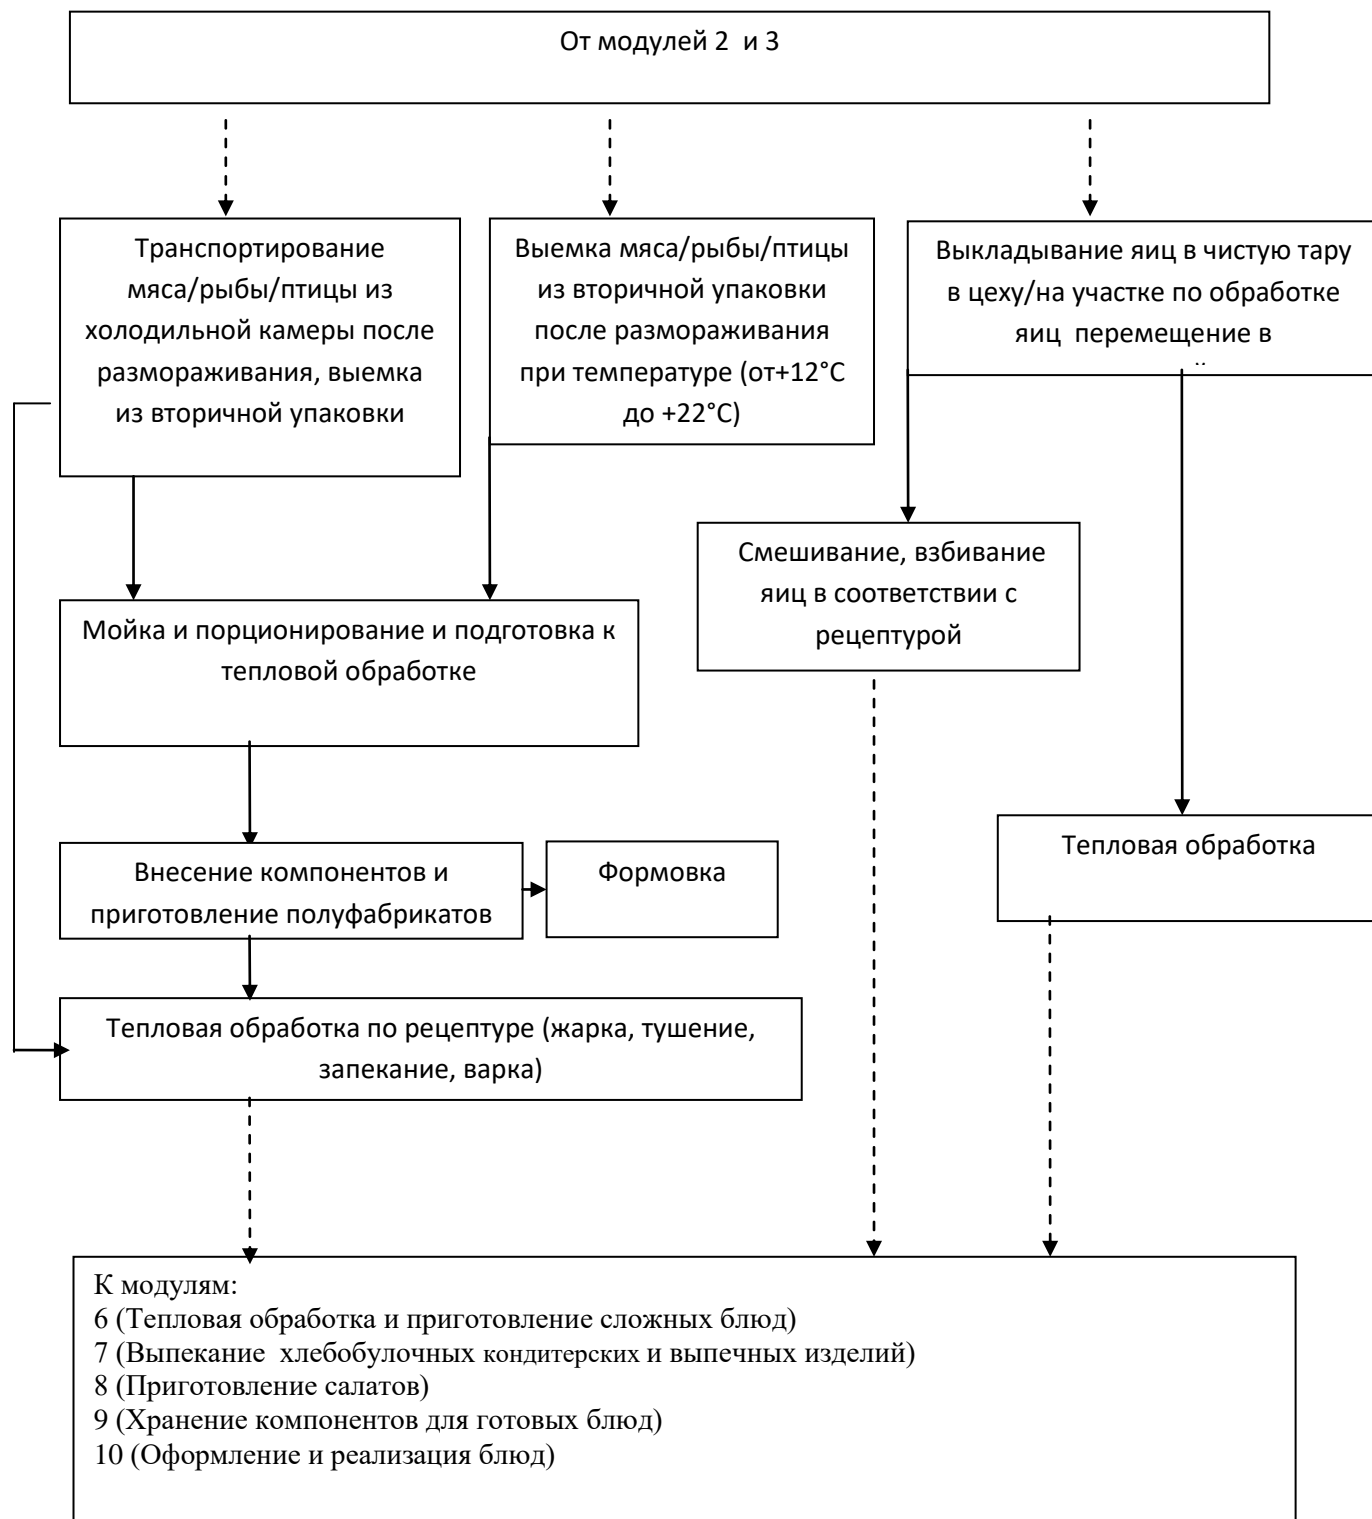 От модулей 2 и 3
Транспортирование
мяса/рыбы/птицы из
холодильной камеры после
размораживания, выемка
из вторичной упаковки
Выемка мяса/рыбы/птицы
из вторичной упаковки
после размораживания
при температуре (от+12°С
до +22°С)
Выкладывание яиц в чистую тару
в цеху/на участке по обработке
яиц перемещение в
Смешивание, взбивание
яиц в соответствии с
рецептурой
Мойка и порционирование и подготовка к
тепловой обработке
Тепловая обработка
Внесение компонентов и
приготовление полуфабрикатов
Формовка
Тепловая обработка по рецептуре (жарка, тушение,
запекание, варка)
К модулям:
6 (Тепловая обработка и приготовление сложных блюд)
7 (Выпекание хлебобулочных кондитерских и выпечных изделий)
8 (Приготовление салатов)
9 (Хранение компонентов для готовых блюд)
10 (Оформление и реализация блюд)